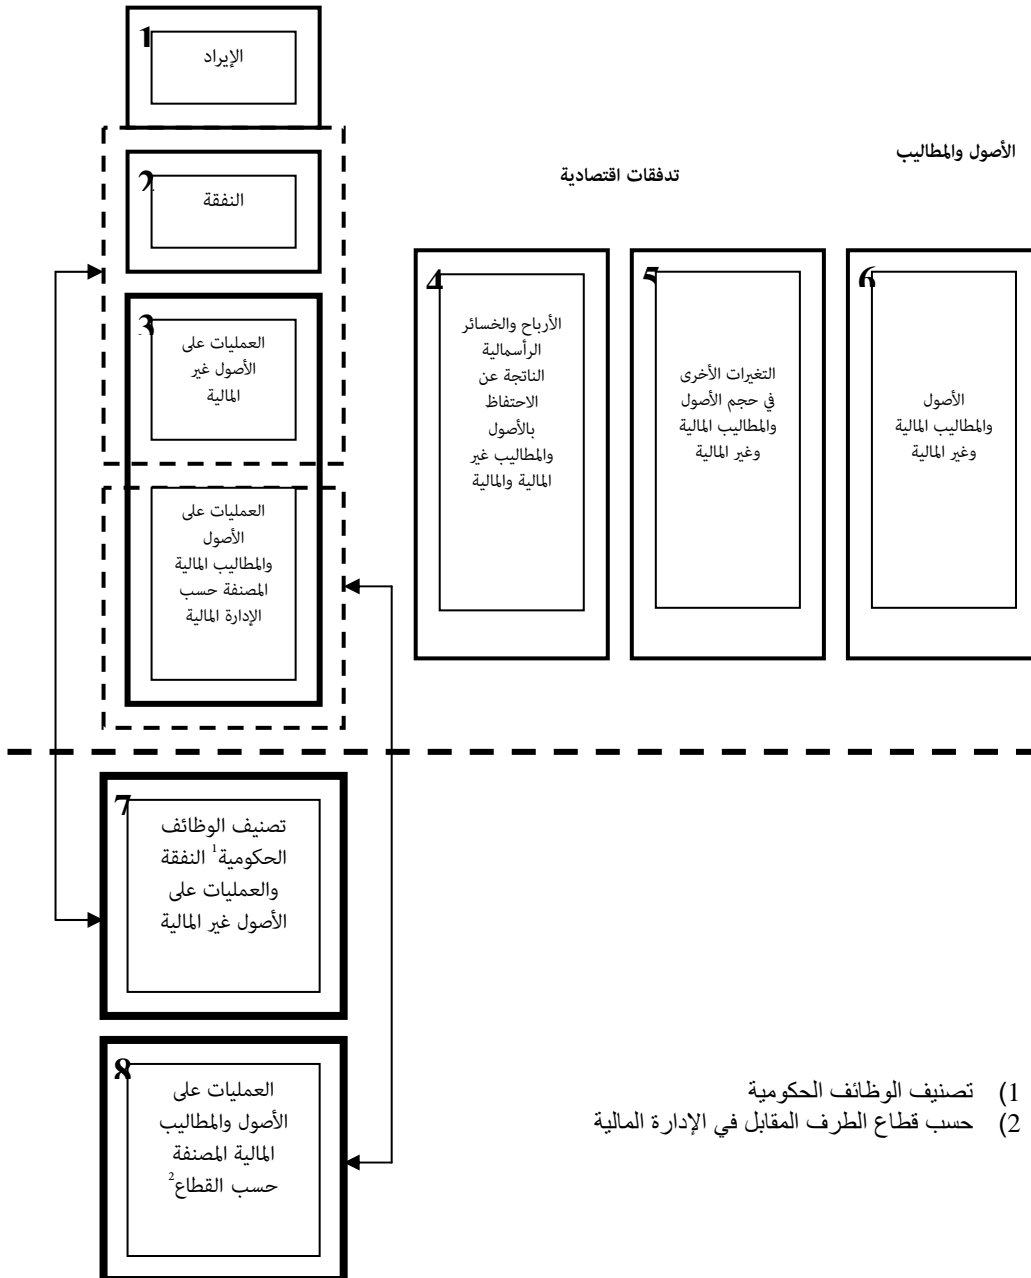 1
الإيراد
الأصول والمطاليب
تدفقات اقتصادية
2
النفقة
3
العمليات على
الأصول غير
المالية
العمليات على
الأصول
والمطاليب المالية
المصنفة حسب
الإدارة المالية
4
الأرباح والخسائر
الرأسمالية
الناتجة عن
الاحتفاظ
بالأصول
والمطاليب غير
المالية والمالية
5
التغيرات الأخرى
في حجم الأصول
والمطاليب المالية
وغير المالية
6
الأصول
والمطاليب المالية
وغير المالية
7
تصنيف الوظائف
الحكومية¹ النفقة
والعمليات على
الأصول غير المالية
8
العمليات على
الأصول والمطاليب
المالية المصنفة
حسب القطاع²
1) تصنيف الوظائف الحكومية
2) حسب قطاع الطرف المقابل في الإدارة المالية